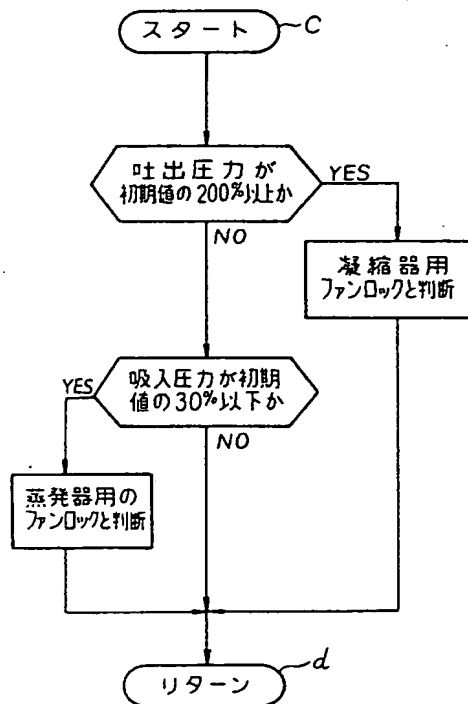 スタート
C
吐出圧力が
初期値の200%以上か
YES
NO
凝縮器用
ファンロックと判断
吸入圧力が初期
値の30%以下か
YES
NO
蒸発器用の
ファンロックと判断
リターン
d